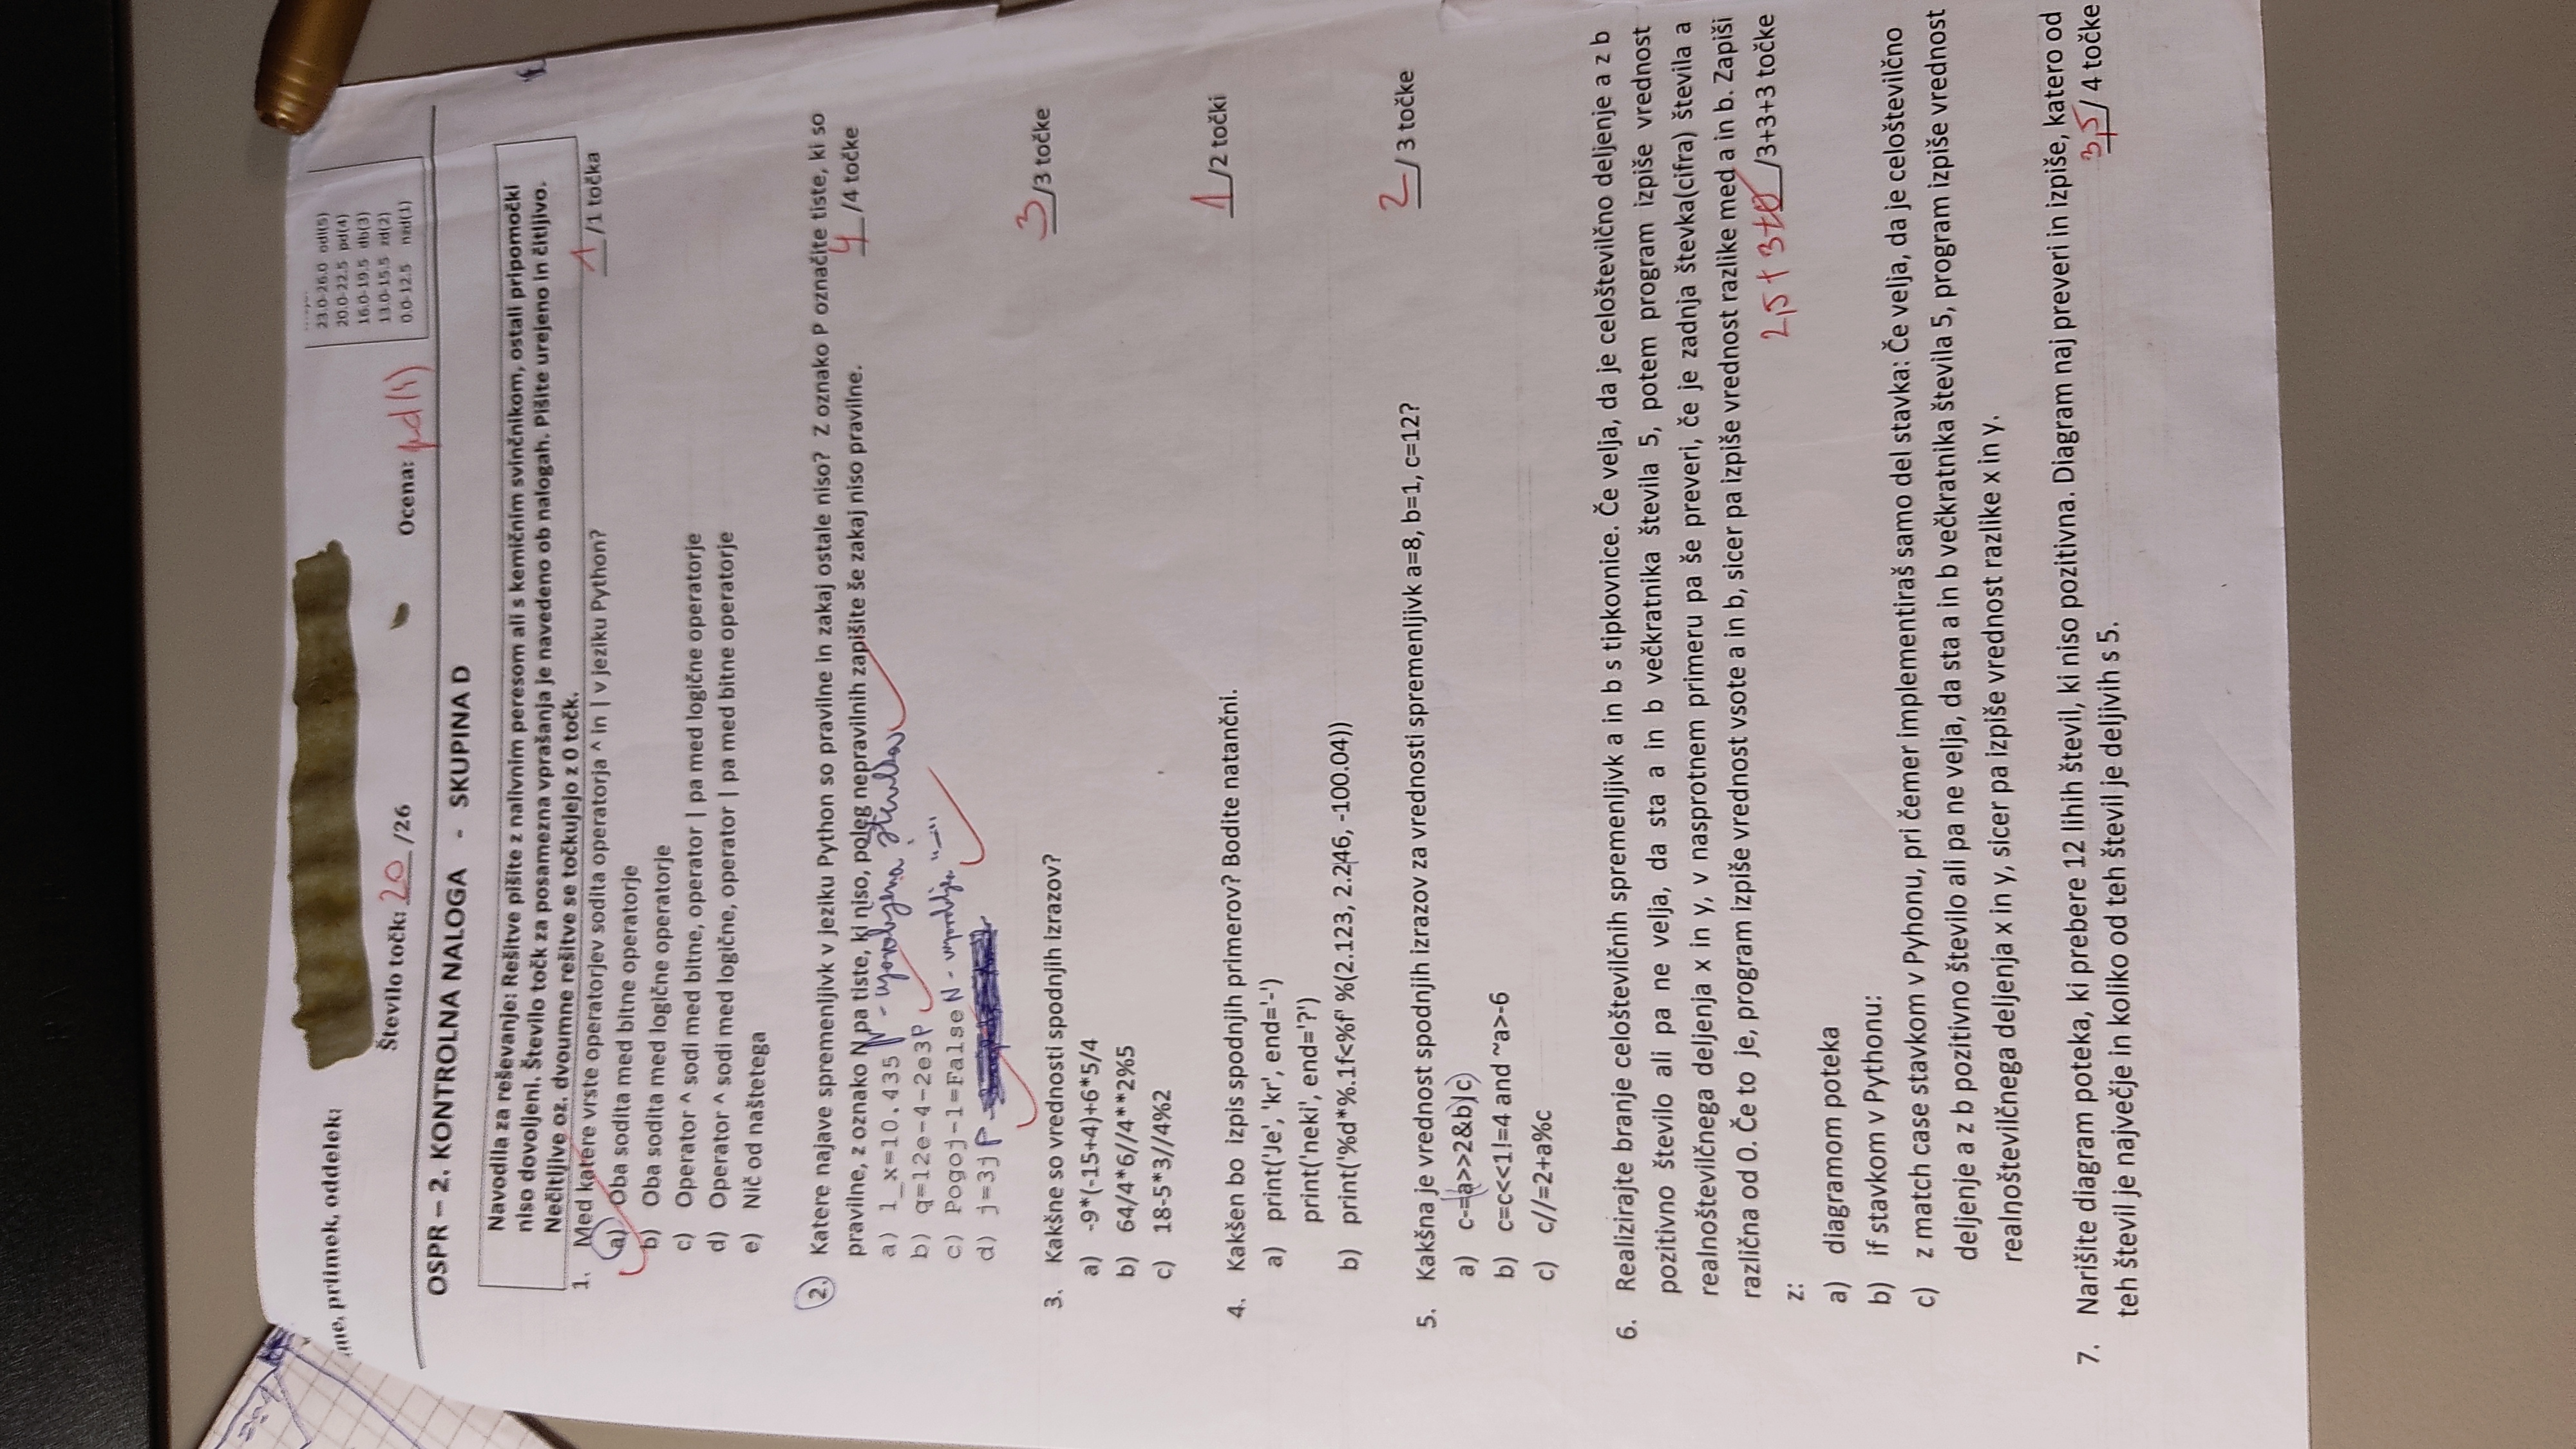 me, priimek, oddelek:
23.0-26.0 odl(5)
20.0-22.5 pd(4)
16.0-19.5 db(3)
13.0-15.5 zd(2)
0.0-12.5 nzd(1)
Število točk: 20 /26
Ocena: pd(4)
OSPR – 2. KONTROLNA NALOGA - SKUPINA D
Navodila za reševanje: Rešitve pišite z nalivnim peresom ali s kemičnim svinčnikom, ostali pripomočki
niso dovoljeni. Število točk za posamezna vprašanja je navedeno ob nalogah. Pišite urejeno in čitljivo.
Nečitljive oz. dvoumne rešitve se točkujejo z 0 točk.
1. Med katere vrste operatorjev sodita operatorja ^ in | v jeziku Python? 1 /1 točka
a) Oba sodita med bitne operatorje
b) Oba sodita med logične operatorje
c) Operator ^ sodi med bitne, operator | pa med logične operatorje
d) Operator ^ sodi med logične, operator | pa med bitne operatorje
e) Nič od naštetega
2. Katere najave spremenljivk v jeziku Python so pravilne in zakaj ostale niso? Z oznako P označite tiste, ki so
pravilne, z oznako N pa tiste, ki niso, poleg nepravilnih zapišite še zakaj niso pravilne. 4 /4 točke
a) 1_x=10.435 N - uporabljena številka
b) q=12e-4-2e3 P
c) Pogoj-1=False N - uporabljen "-"
d) j=3j P
3. Kakšne so vrednosti spodnjih izrazov? 3 /3 točke
a) -9*(-15+4)+6*5/4
b) 64/4*6//4**2%5
c) 18-5*3//4%2
4. Kakšen bo izpis spodnjih primerov? Bodite natančni. 1 /2 točki
a) print('Je', 'kr', end='-')
print('neki', end='?')
b) print('%d*%.1f<%f' %(2.123, 2.246, -100.04))
5. Kakšna je vrednost spodnjih izrazov za vrednosti spremenljivk a=8, b=1, c=12? 2 / 3 točke
a) c-=(a>>2&b)|c)
b) c=c<<1!=4 and ~a>-6
c) c//=2+a%c
6. Realizirajte branje celoštevilčnih spremenljivk a in b s tipkovnice. Če velja, da je celoštevilčno deljenje a z b
pozitivno število ali pa ne velja, da sta a in b večkratnika števila 5, potem program izpiše vrednost
realnoštevilčnega deljenja x in y, v nasprotnem primeru pa še preveri, če je zadnja števka(cifra) števila a
različna od 0. Če to je, program izpiše vrednost vsote a in b, sicer pa izpiše vrednost razlike med a in b. Zapiši
z: 2,5+3+0 /3+3+3 točke
a) diagramom poteka
b) if stavkom v Pythonu:
c) z match case stavkom v Pyhonu, pri čemer implementiraš samo del stavka: Če velja, da je celoštevilčno
deljenje a z b pozitivno število ali pa ne velja, da sta a in b večkratnika števila 5, program izpiše vrednost
realnoštevilčnega deljenja x in y, sicer pa izpiše vrednost razlike x in y.
7. Narišite diagram poteka, ki prebere 12 lihih števil, ki niso pozitivna. Diagram naj preveri in izpiše, katero od
teh števil je največje in koliko od teh števil je deljivih s 5. 3,5 / 4 točke